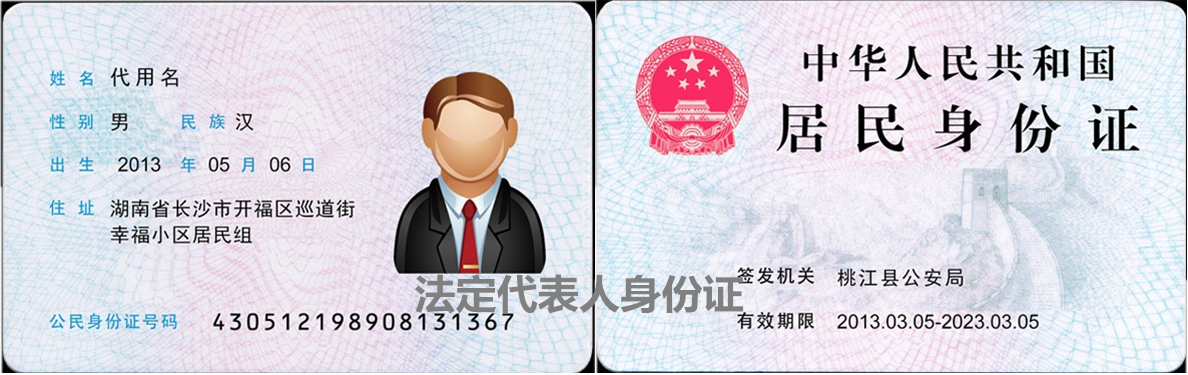 姓名 代用名
性别 男 民族 汉
出生 2013 年 05 月 06 日
住址 湖南省长沙市开福区巡道街
幸福小区居民组
公民身份证号码 430512198908131367
中华人民共和国
居民身份证
签发机关 桃江县公安局
有效期限 2013.03.05-2023.03.05
法定代表人身份证